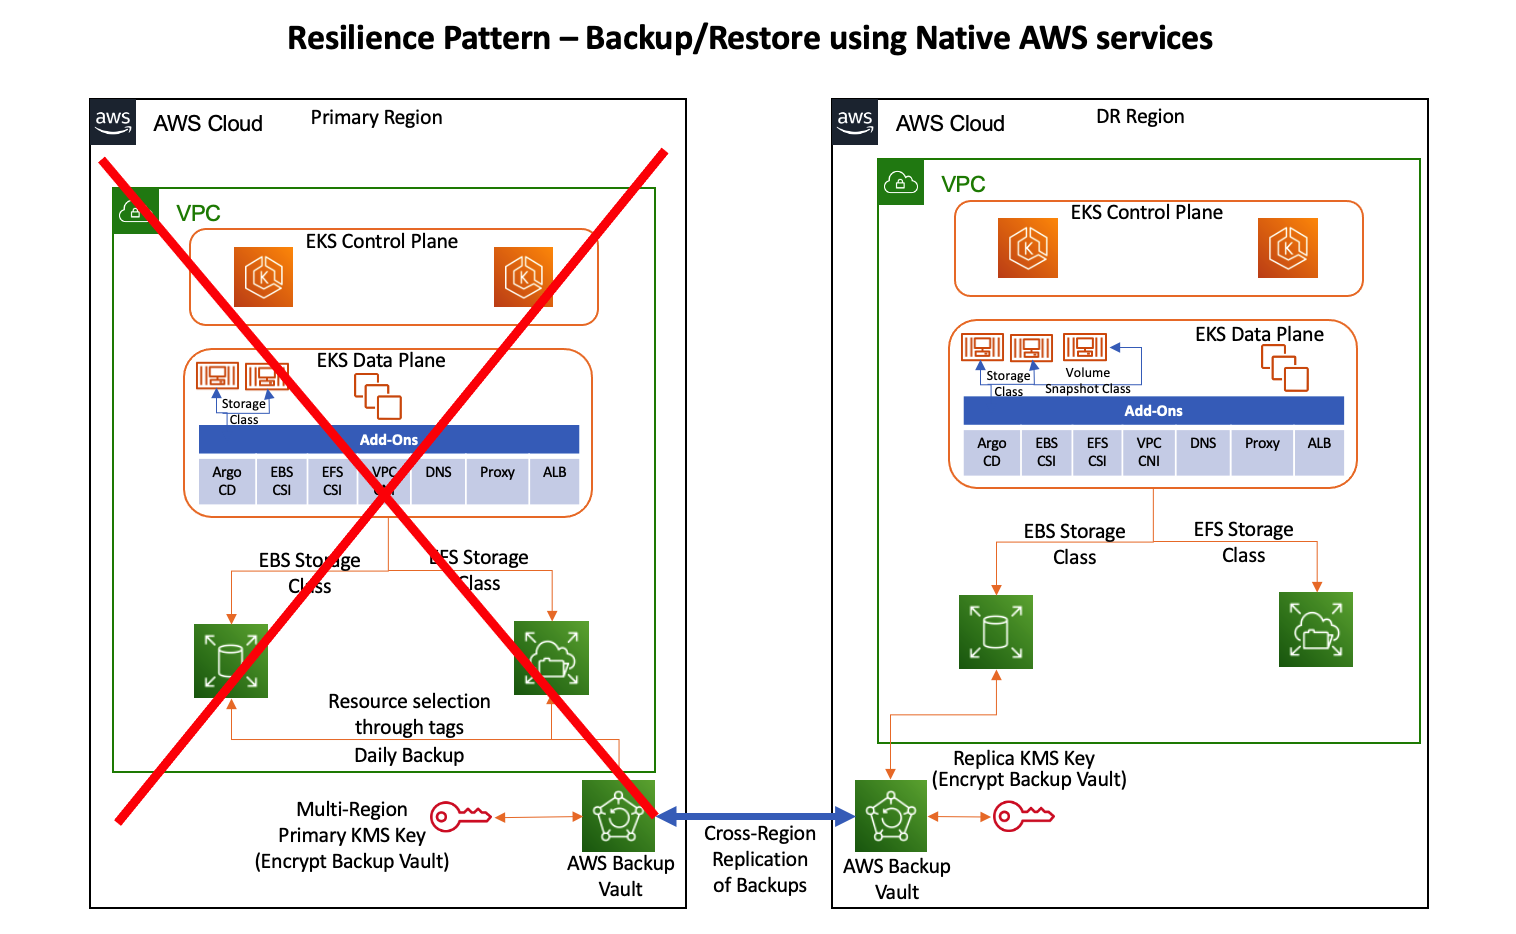 Resilience Pattern – Backup/Restore using Native AWS services
aws
AWS Cloud
Primary Region
VPC
EKS Control Plane
K
K
EKS Data Plane
Storage
Class
Add-Ons
Argo
CD
EBS
CSI
EFS
CSI
VPC
CNI
DNS
Proxy
ALB
EBS Storage
Class
EFS Storage
Class
Resource selection
through tags
Daily Backup
Multi-Region
Primary KMS Key
(Encrypt Backup Vault)
AWS Backup
Vault
Cross-Region
Replication
of Backups
aws
AWS Cloud
DR Region
VPC
EKS Control Plane
K
K
EKS Data Plane
Storage
Class
Volume
Snapshot Class
Add-Ons
Argo
CD
EBS
CSI
EFS
CSI
VPC
CNI
DNS
Proxy
ALB
EBS Storage
Class
EFS Storage
Class
Replica KMS Key
(Encrypt Backup Vault)
AWS Backup
Vault